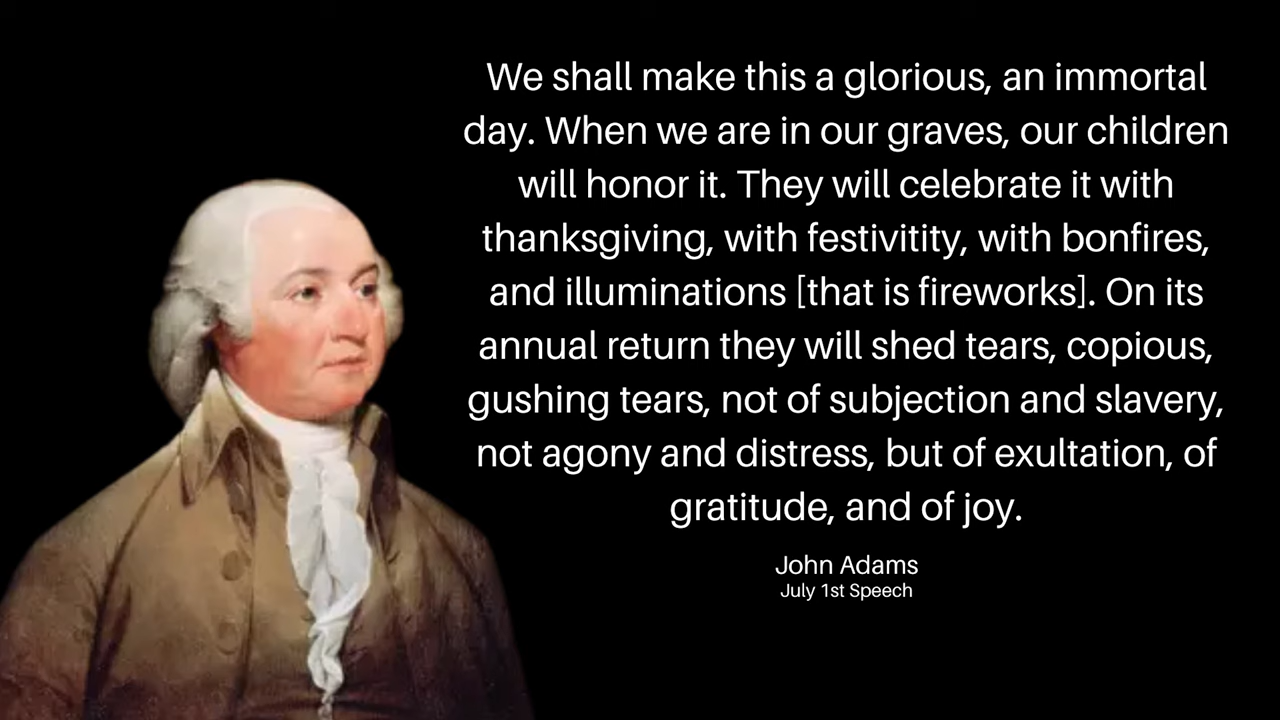 We shall make this a glorious, an immortal
day. When we are in our graves, our children
will honor it. They will celebrate it with
thanksgiving, with festivitity, with bonfires,
and illuminations [that is fireworks]. On its
annual return they will shed tears, copious,
gushing tears, not of subjection and slavery,
not agony and distress, but of exultation, of
gratitude, and of joy.
John Adams
July 1st Speech